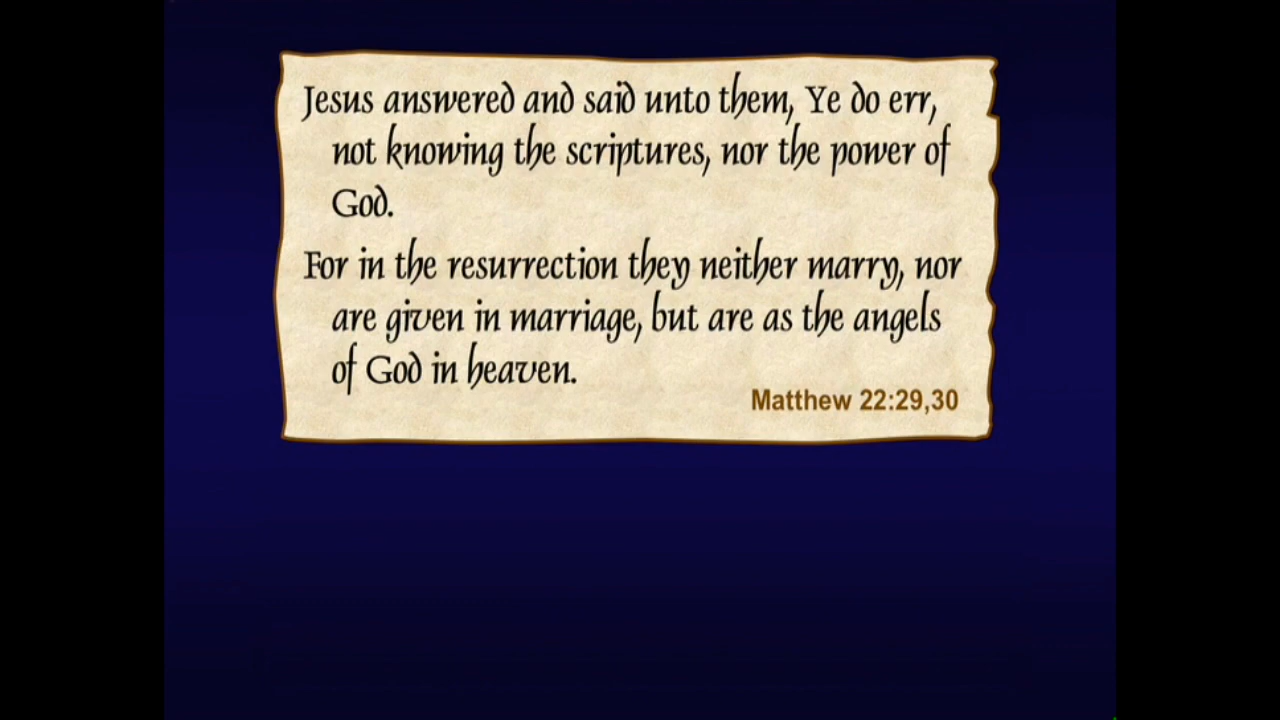 Jesus answered and said unto them, Ye do err,
not knowing the scriptures, nor the power of
God.
For in the resurrection they neither marry, nor
are given in marriage, but are as the angels
of God in heaven.
Matthew 22:29,30